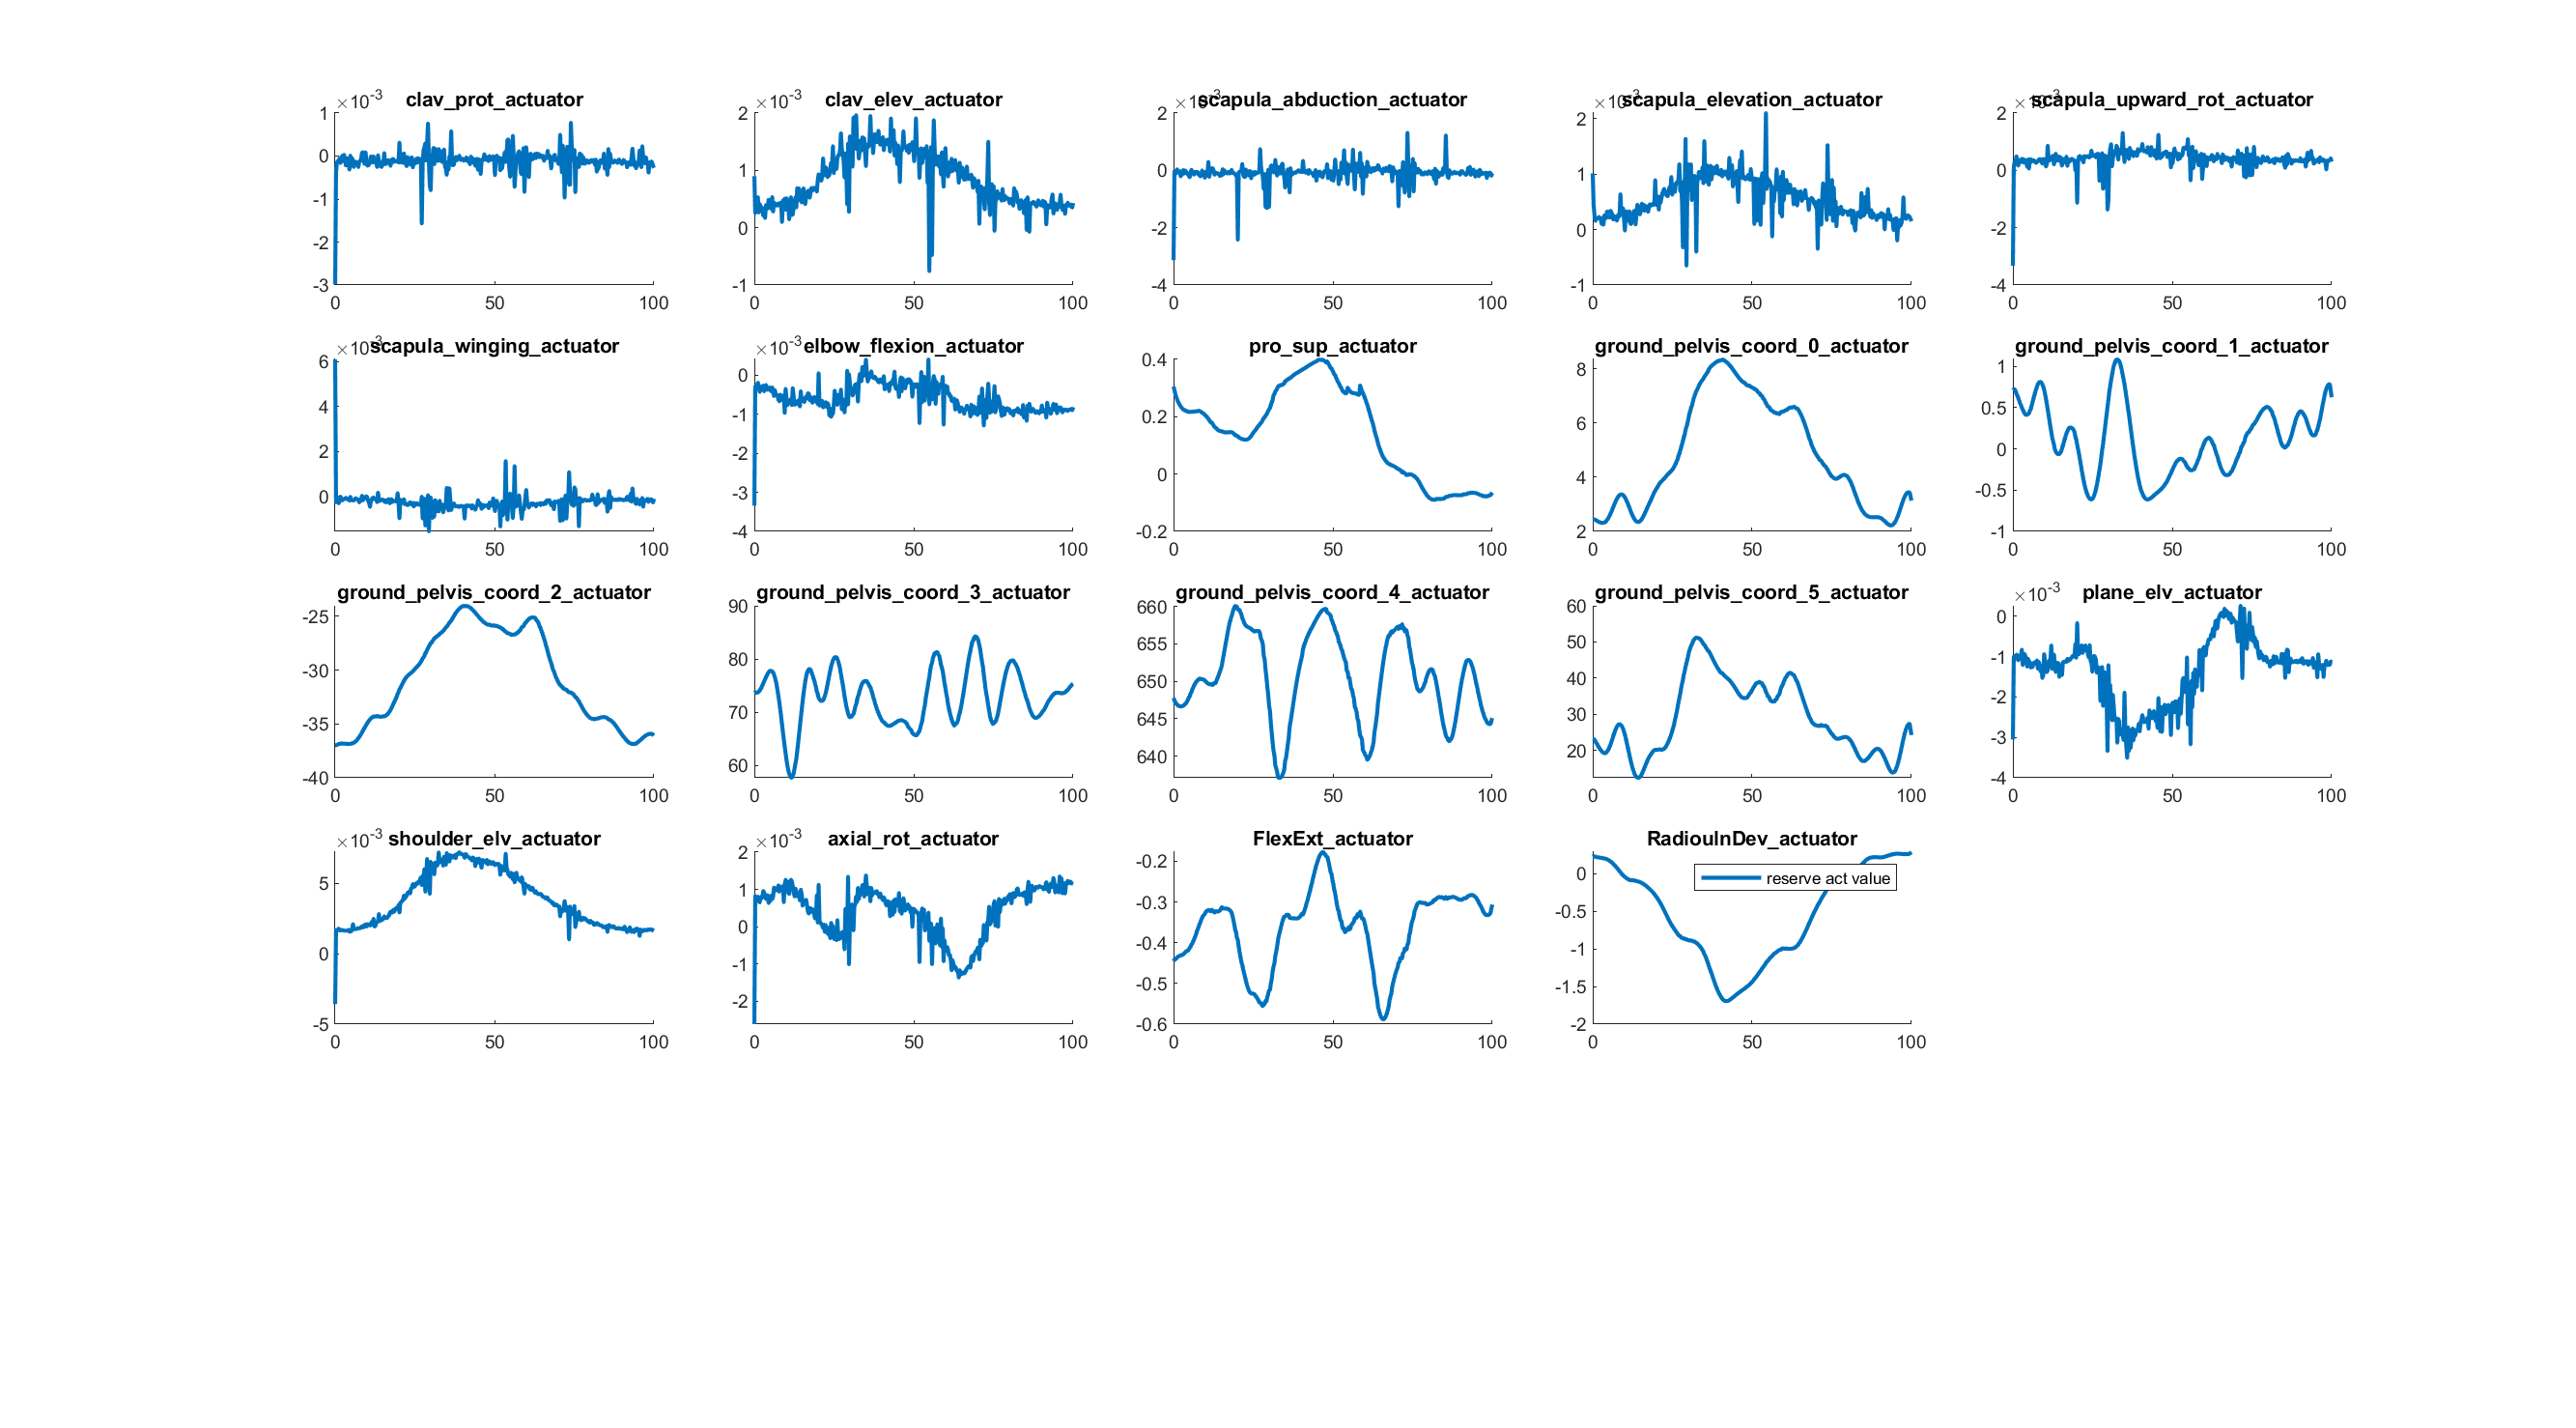 ×10-3 clav_prot_actuator
1
0
-1
-2
-3
0 50 100
×10-3 clav_elev_actuator
2
1
0
-1
0 50 100
×10-3 scapula_abduction_actuator
2
0
-2
-4
0 50 100
×10-3 scapula_elevation_actuator
2
1
0
-1
0 50 100
×10-3 scapula_upward_rot_actuator
2
0
-2
-4
0 50 100
×10-3 scapula_winging_actuator
6
4
2
0
0 50 100
×10-3 elbow_flexion_actuator
0
-1
-2
-3
-4
0 50 100
pro_sup_actuator
0.4
0.2
0
-0.2
0 50 100
ground_pelvis_coord_0_actuator
8
6
4
2
0 50 100
ground_pelvis_coord_1_actuator
1
0.5
0
-0.5
-1
0 50 100
ground_pelvis_coord_2_actuator
-25
-30
-35
-40
0 50 100
ground_pelvis_coord_3_actuator
90
80
70
60
0 50 100
ground_pelvis_coord_4_actuator
660
655
650
645
640
0 50 100
ground_pelvis_coord_5_actuator
60
50
40
30
20
0 50 100
×10-3 plane_elv_actuator
0
-1
-2
-3
-4
0 50 100
×10-3 shoulder_elv_actuator
5
0
-5
0 50 100
×10-3 axial_rot_actuator
2
1
0
-1
-2
0 50 100
FlexExt_actuator
-0.2
-0.3
-0.4
-0.5
-0.6
0 50 100
RadioulnDev_actuator
reserve act value
0
-0.5
-1
-1.5
-2
0 50 100